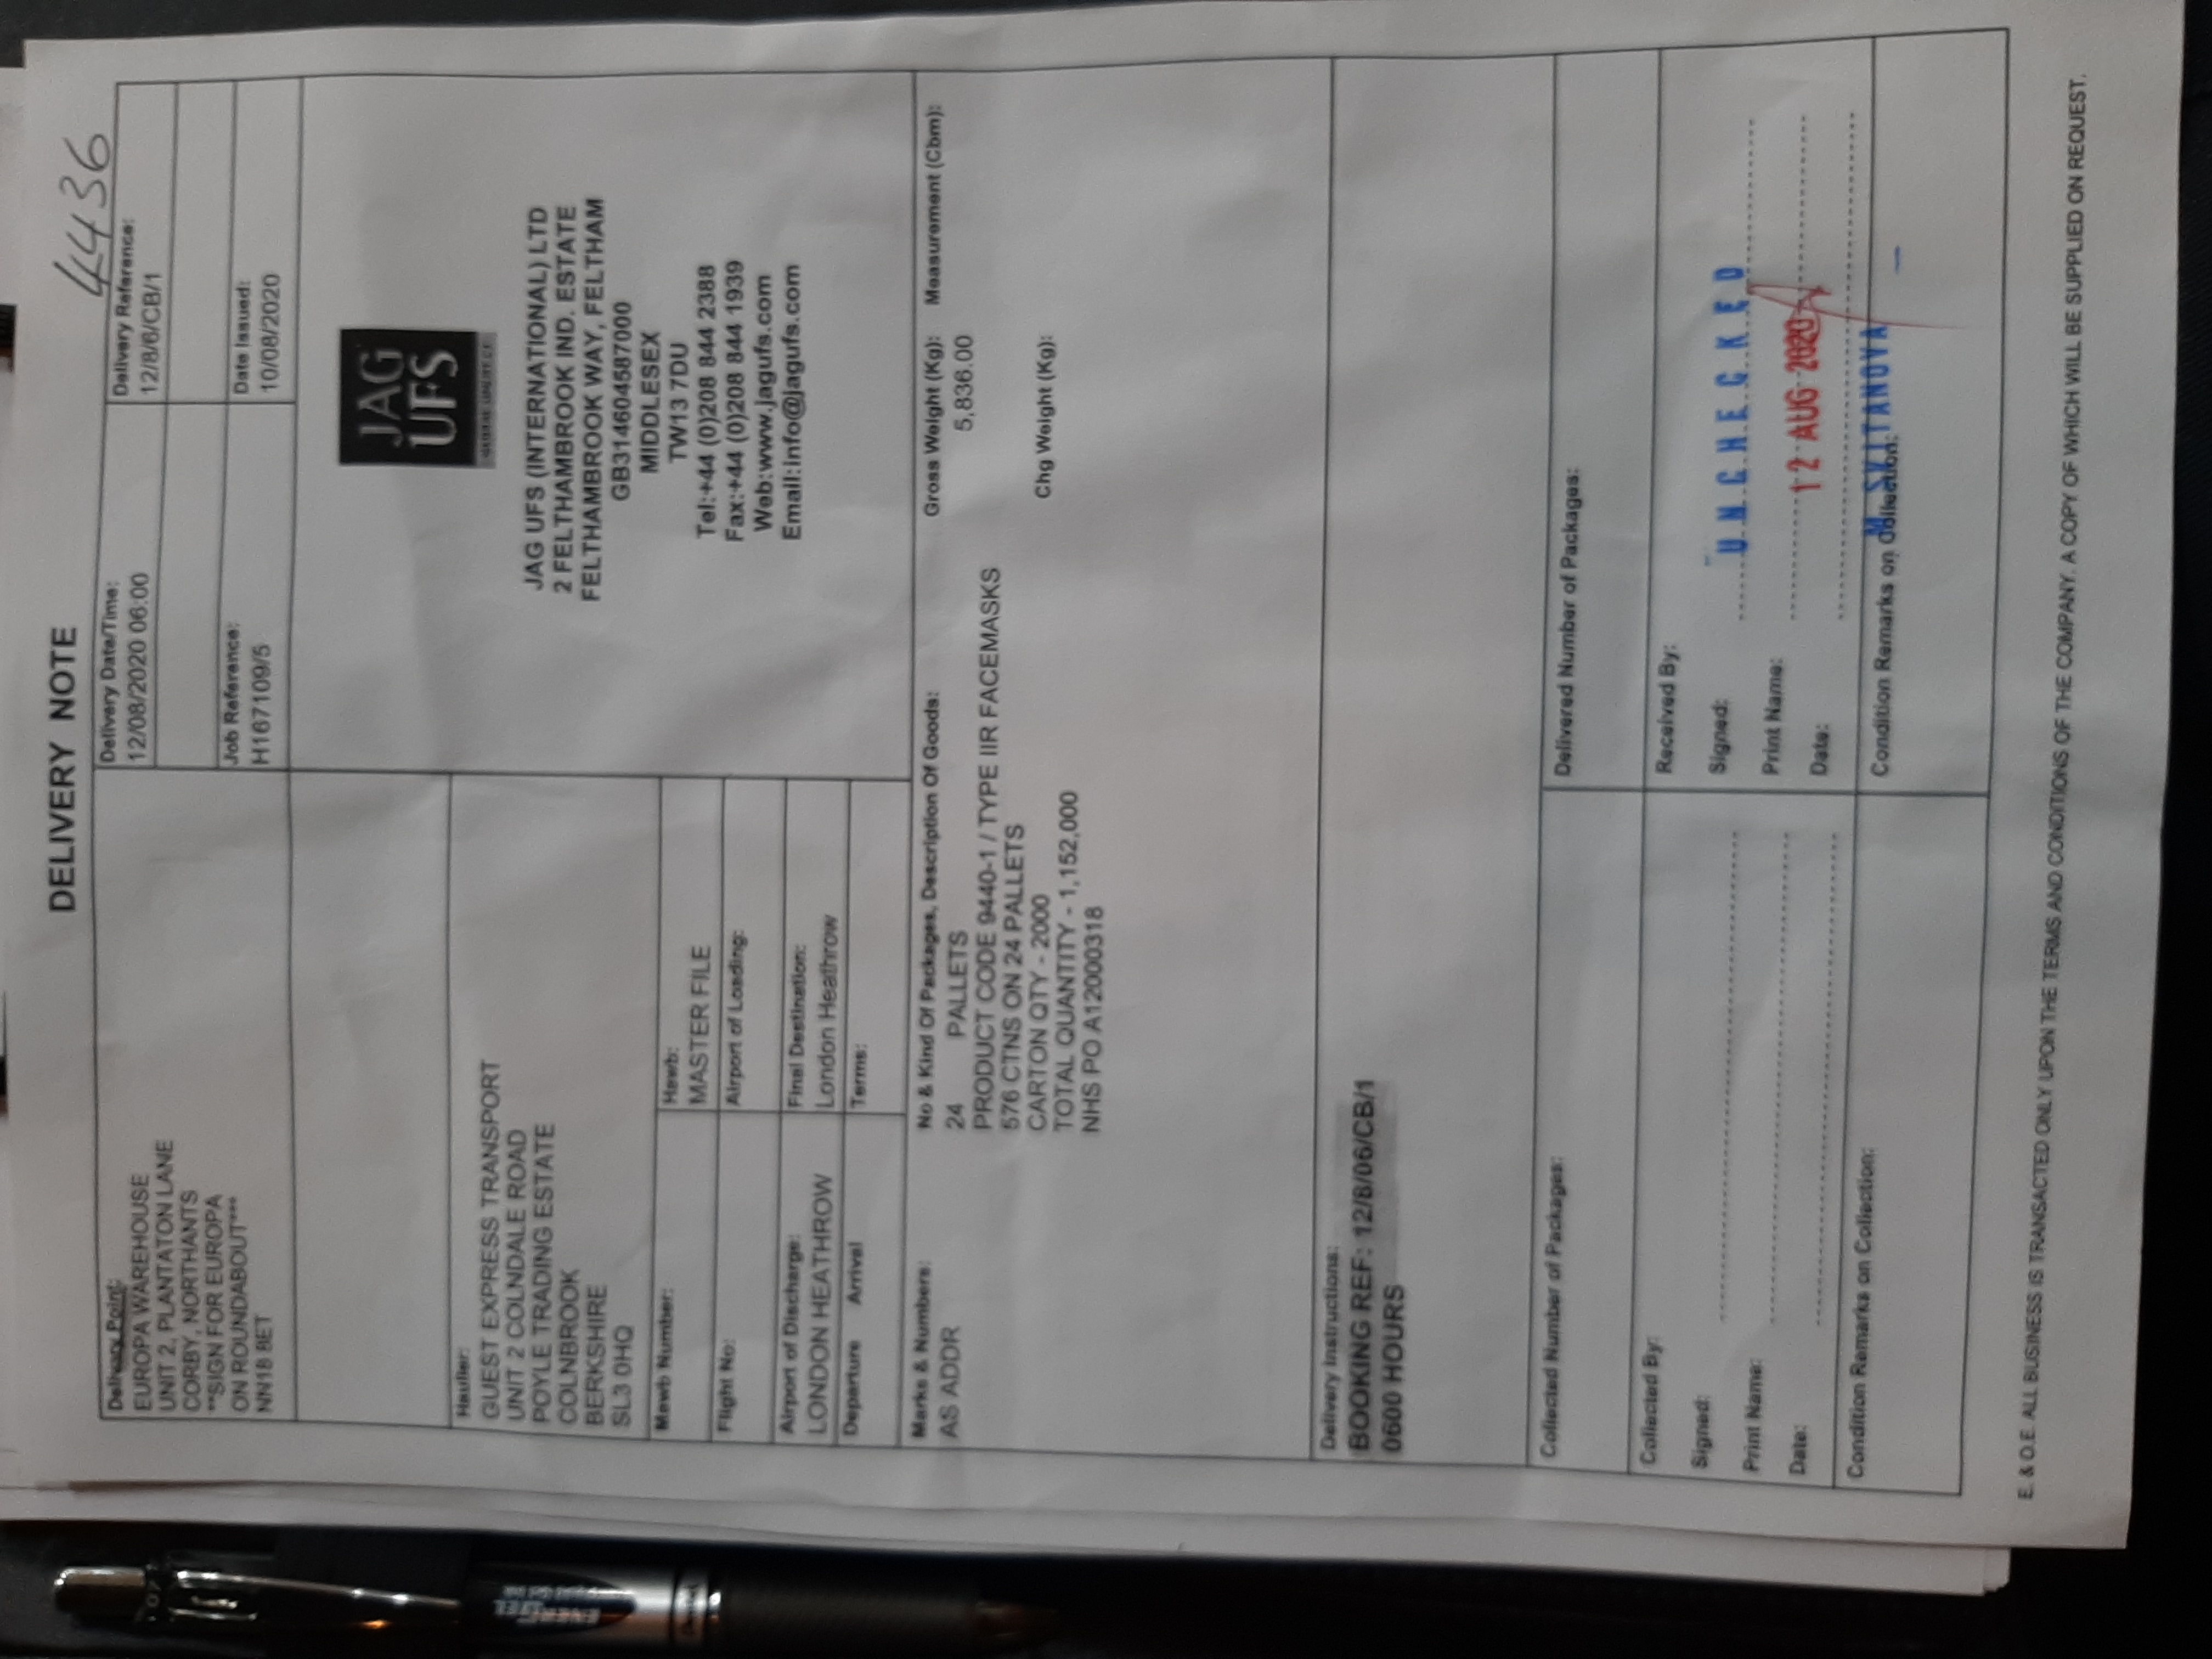 DELIVERY NOTE
4436
Delivery Point:
EUROPA WAREHOUSE
UNIT 2, PLANTATON LANE
CORBY, NORTHANTS
**SIGN FOR EUROPA
ON ROUNDABOUT***
NN18 8ET
Delivery Date/Time:
12/08/2020 06:00
Delivery Reference:
12/8/6/CB/1
Job Reference:
H167109/5
Date Issued:
10/08/2020
JAG
UFS
Haulier:
GUEST EXPRESS TRANSPORT
UNIT 2 COLNDALE ROAD
POYLE TRADING ESTATE
COLNBROOK
BERKSHIRE
SL3 0HQ
JAG UFS (INTERNATIONAL) LTD
2 FELTHAMBROOK IND. ESTATE
FELTHAMBROOK WAY, FELTHAM
GB314604587000
MIDDLESEX
TW13 7DU
Tel:+44 (0)208 844 2388
Fax:+44 (0)208 844 1939
Web:www.jagufs.com
Email:info@jagufs.com
Mawb Number:
Hawb:
MASTER FILE
Flight No:
Airport of Loading:
Airport of Discharge:
LONDON HEATHROW
Final Destination:
London Heathrow
Departure Arrival
Terms:
Marks & Numbers:
AS ADDR
No & Kind Of Packages, Description Of Goods:
24 PALLETS
PRODUCT CODE 9440-1 / TYPE IIR FACEMASKS
576 CTNS ON 24 PALLETS
CARTON QTY - 2000
TOTAL QUANTITY - 1,152,000
NHS PO A12000318
Gross Weight (Kg):
5,836.00
Measurement (Cbm):
Chg Weight (Kg):
Delivery Instructions:
BOOKING REF: 12/8/06/CB/1
0600 HOURS
Collected Number of Packages:
Delivered Number of Packages:
Collected By:
Signed:
Print Name:
Date:
Received By:
Signed:
UNCHECKED
Print Name:
12 AUG 2020
Date:
Condition Remarks on Collection:
Condition Remarks on Collection:
M. SVITANOVA
E. & O.E. ALL BUSINESS IS TRANSACTED ONLY UPON THE TERMS AND CONDITIONS OF THE COMPANY. A COPY OF WHICH WILL BE SUPPLIED ON REQUEST.
ENERGEL
Pentel